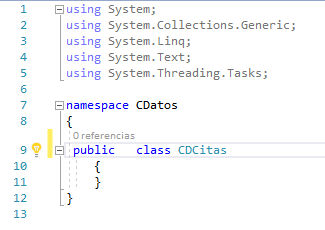 1 using System;
2 using System.Collections.Generic;
3 using System.Linq;
4 using System.Text;
5 using System.Threading.Tasks;
6
7 namespace CDatos
8 {
0 referencias
9 public   class CDCitas
10 {
11 }
12 }
13